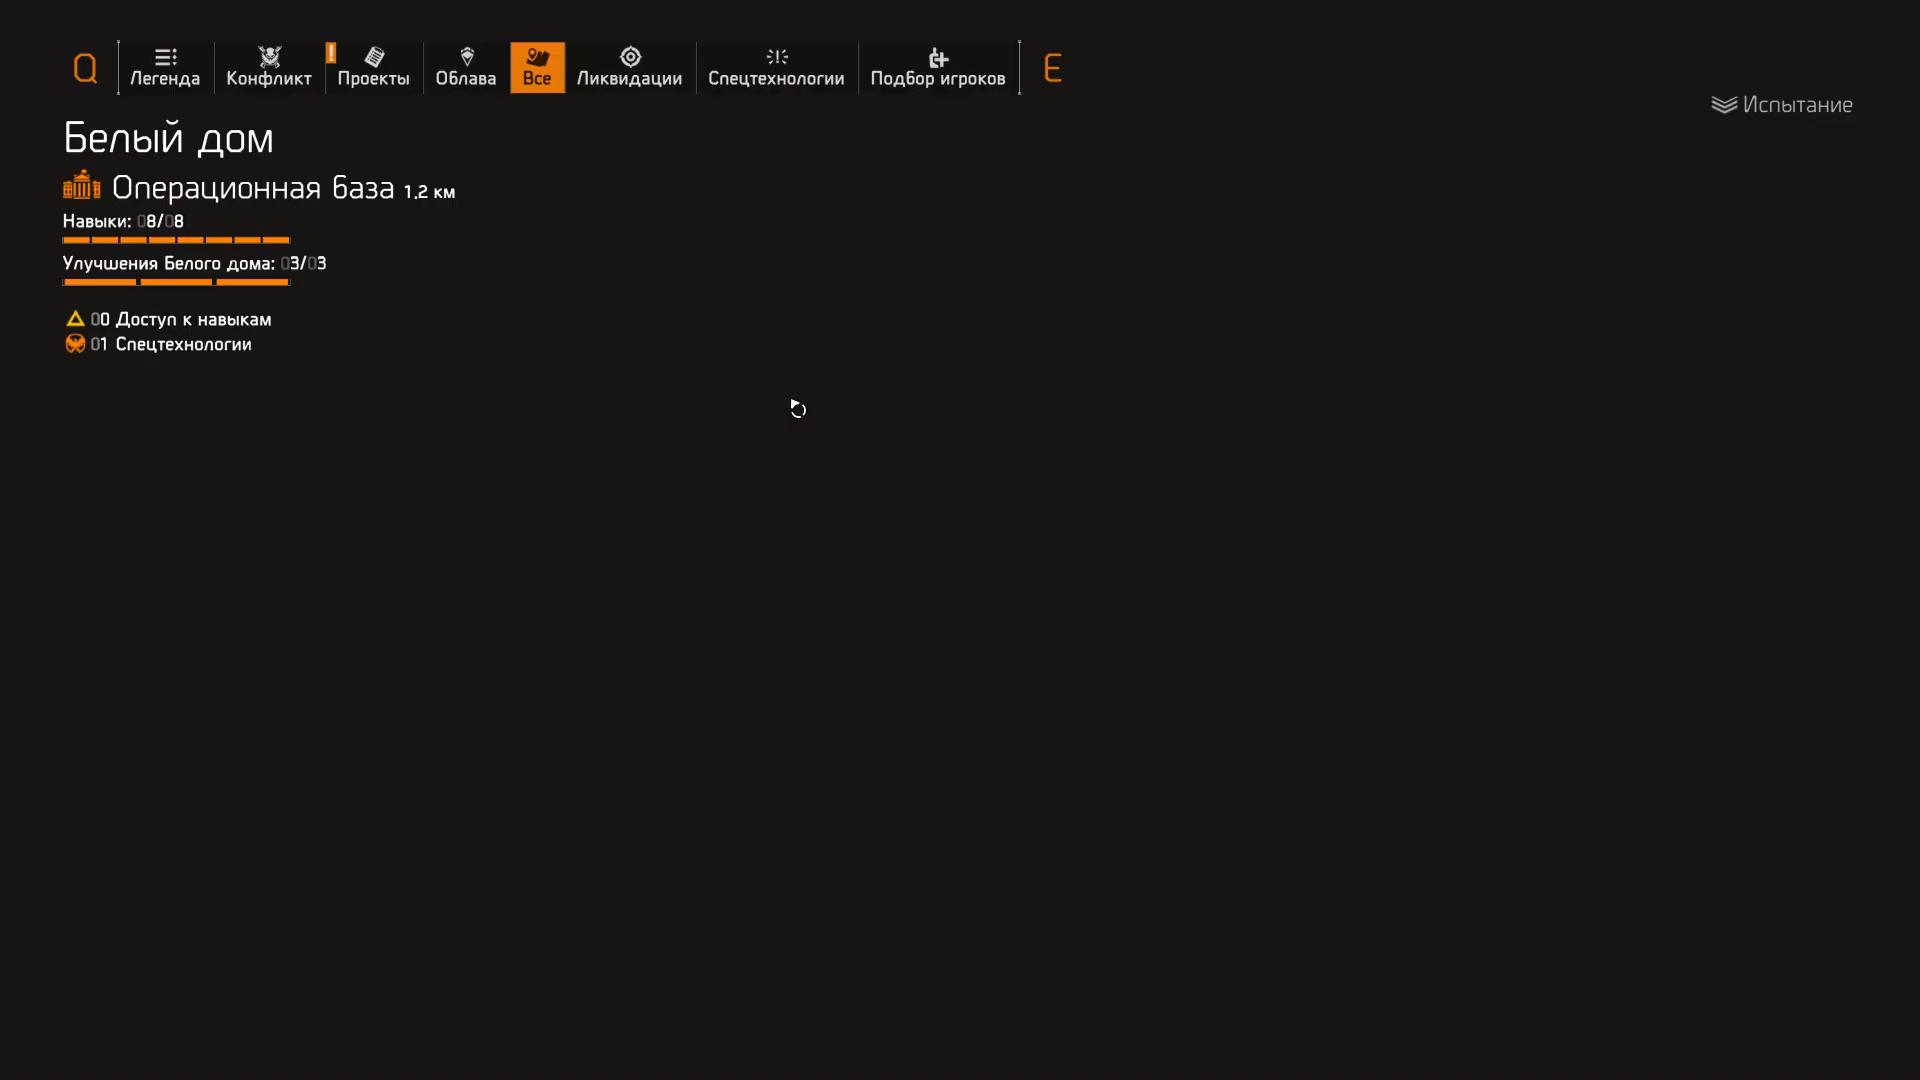 Q Легенда Конфликт ! Проекты Облава Все Ликвидации Спецтехнологии Подбор игроков E
Испытание
Белый дом
Операционная база 1.2 км
Навыки: 08/08
Улучшения Белого дома: 03/03
00 Доступ к навыкам
01 Спецтехнологии